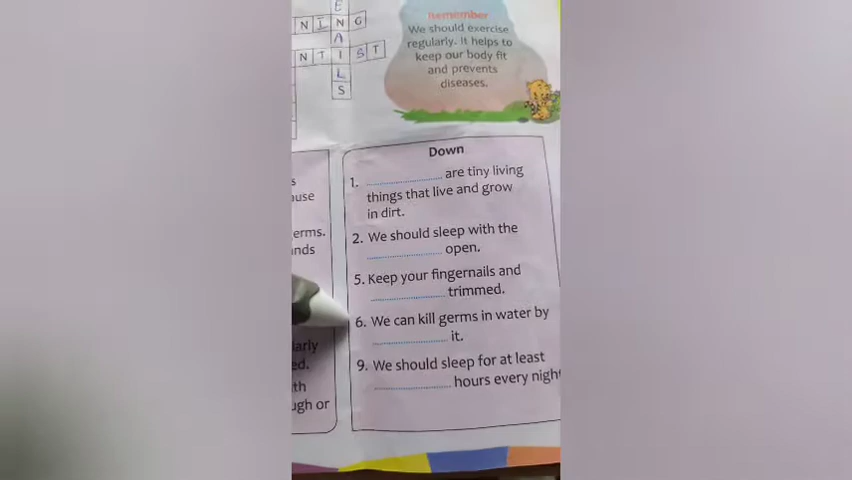 E
N I N G
A
N T I S T
L
S
Remember
We should exercise
regularly. It helps to
keep our body fit
and prevents
diseases.
s
use
erms.
nds
larly
ed.
th
ugh or
Down
1. ........................ are tiny living
things that live and grow
in dirt.
2. We should sleep with the
........................ open.
5. Keep your fingernails and
........................ trimmed.
6. We can kill germs in water by
........................ it.
9. We should sleep for at least
........................ hours every nigh